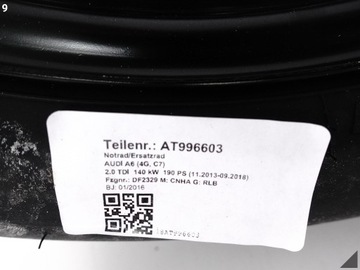 9
Teilenr.: AT996603
Notrad/Ersatzrad
AUDI A6 (4G, C7)
2.0 TDI 140 kW 190 PS (11.2013-09.2018)
Fzgnr.: DF2329 M: CNHA G: RLB
BJ: 01/2016